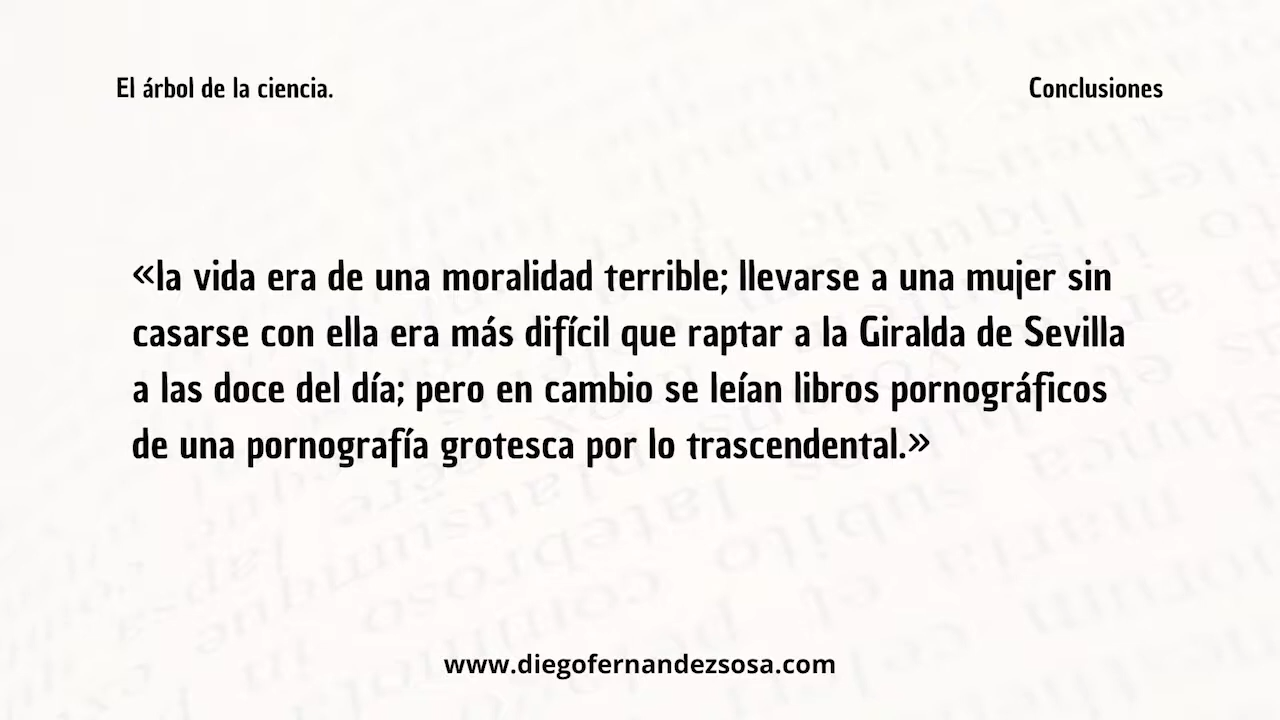 El árbol de la ciencia.
Conclusiones
«la vida era de una moralidad terrible; llevarse a una mujer sin
casarse con ella era más difícil que raptar a la Giralda de Sevilla
a las doce del día; pero en cambio se leían libros pornográficos
de una pornografía grotesca por lo trascendental.»
www.diegofernandezsosa.com